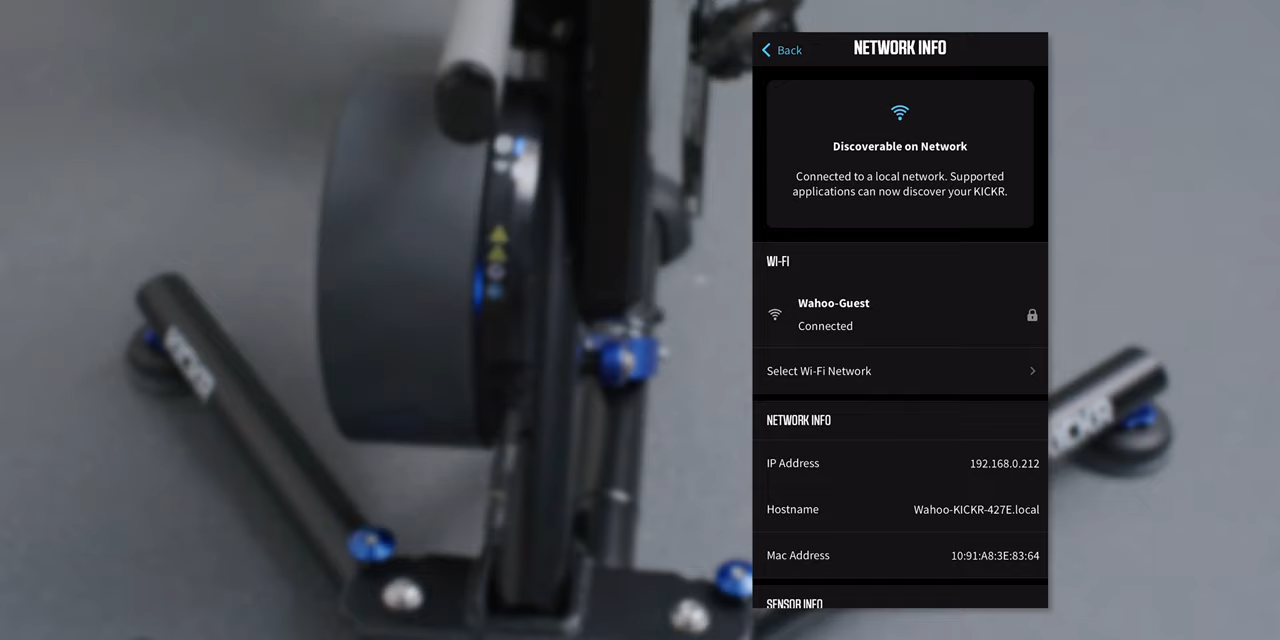 Back
NETWORK INFO
Discoverable on Network
Connected to a local network. Supported
applications can now discover your KICKR.
WI-FI
Wahoo-Guest
Connected
Select Wi-Fi Network
NETWORK INFO
IP Address
192.168.0.212
Hostname
Wahoo-KICKR-427E.local
Mac Address
10:91:A8:3E:83:64
SENSOR INFO
KICKR
KICKR